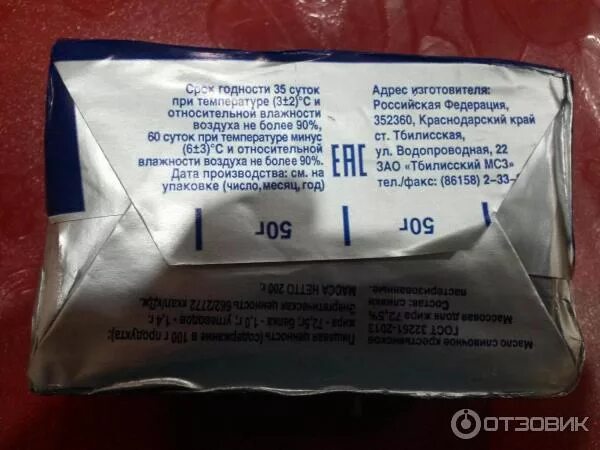 Срок годности 35 суток
при температуре (3±2)°С и
относительной влажности
воздуха не более 90%,
60 суток при температуре минус
(6±3)°С и относительной
влажности воздуха не более 90%.
Дата производства: см. на
упаковке (число, месяц, год)
ЕАС
Адрес изготовителя:
Российская Федерация,
352360, Краснодарский край
ст. Тбилисская,
ул. Водопроводная, 22
ЗАО «Тбилисский МСЗ»
тел./факс: (86158) 2–33–
50г
50г
Масло сливочное крестьянское
ГОСТ 32261-2013
Массовая доля жира 72,5%
Состав: сливки
пастеризованные.
Пищевая ценность (содержание в 100 г продукта):
жира - 72,5г; белка - 1,0 г; углеводов - 1,4 г.
Энергетическая ценность 662/2772 ккал/кДж.
МАССА НЕТТО 200 г.
ОТЗОВИК